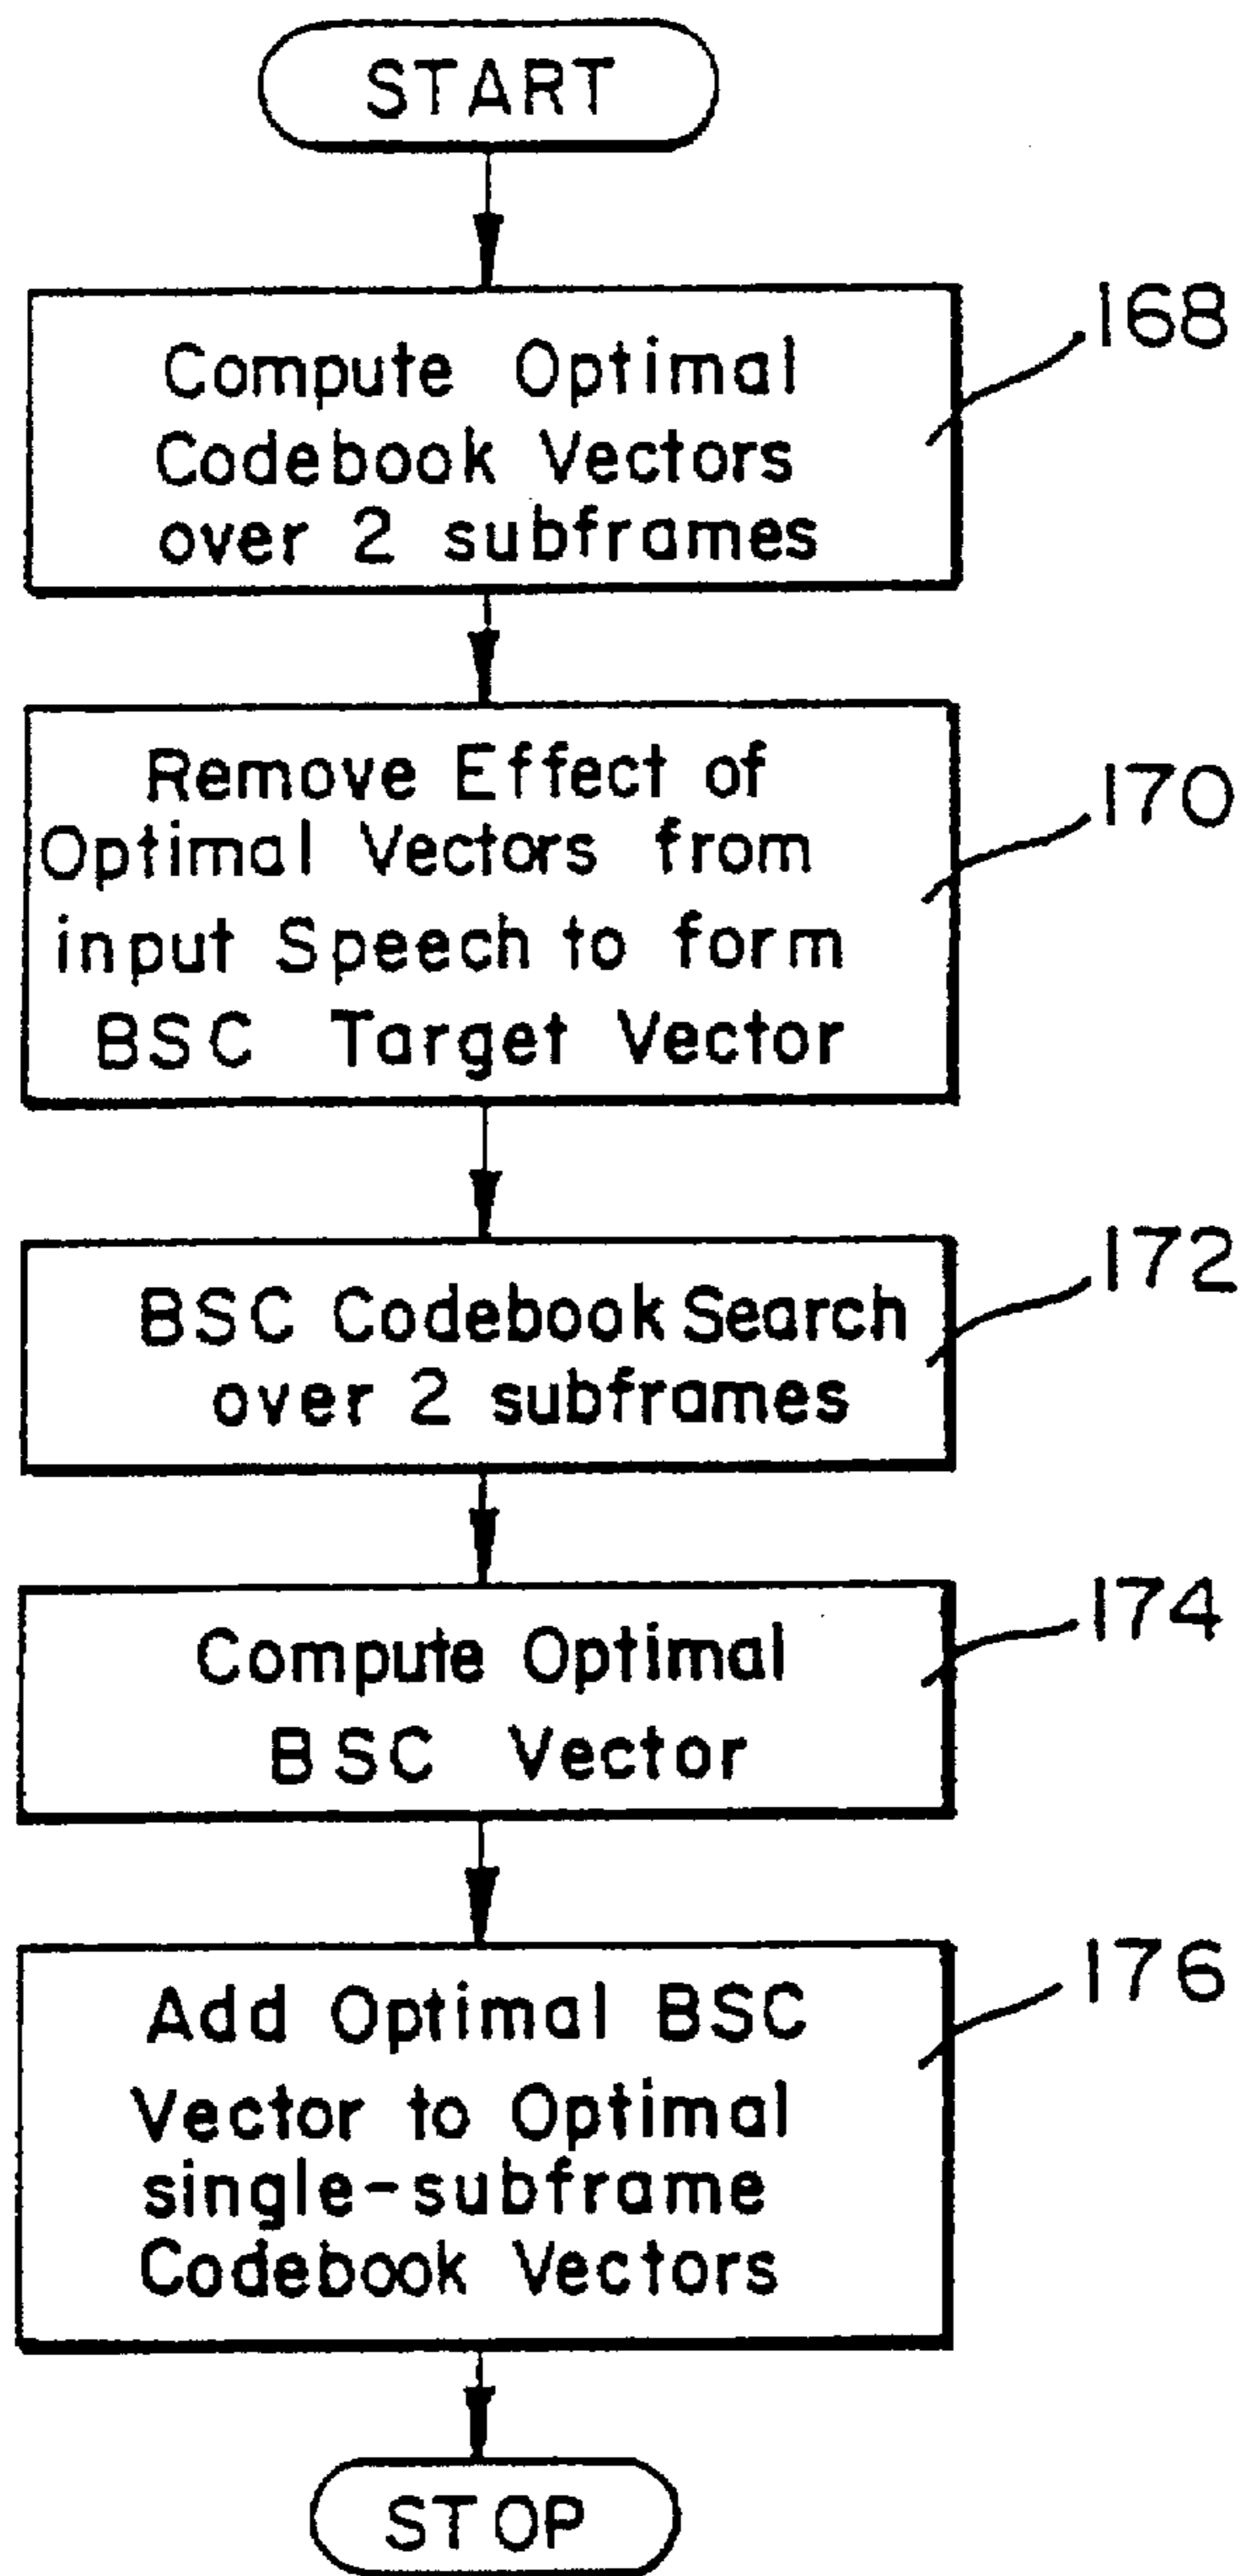 START
168
Compute Optimal
Codebook Vectors
over 2 subframes
170
Remove Effect of
Optimal Vectors from
input Speech to form
BSC Target Vector
172
BSC Codebook Search
over 2 subframes
174
Compute Optimal
BSC Vector
176
Add Optimal BSC
Vector to Optimal
single-subframe
Codebook Vectors
STOP